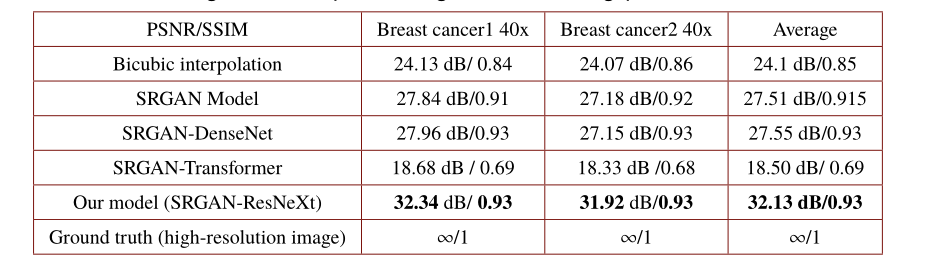 PSNR/SSIM Breast cancer1 40x Breast cancer2 40x Average
Bicubic interpolation 24.13 dB/ 0.84 24.07 dB/0.86 24.1 dB/0.85
SRGAN Model 27.84 dB/0.91 27.18 dB/0.92 27.51 dB/0.915
SRGAN-DenseNet 27.96 dB/0.93 27.15 dB/0.93 27.55 dB/0.93
SRGAN-Transformer 18.68 dB / 0.69 18.33 dB /0.68 18.50 dB/ 0.69
Our model (SRGAN-ResNeXt) 32.34 dB/ 0.93 31.92 dB/0.93 32.13 dB/0.93
Ground truth (high-resolution image) ∞/1 ∞/1 ∞/1